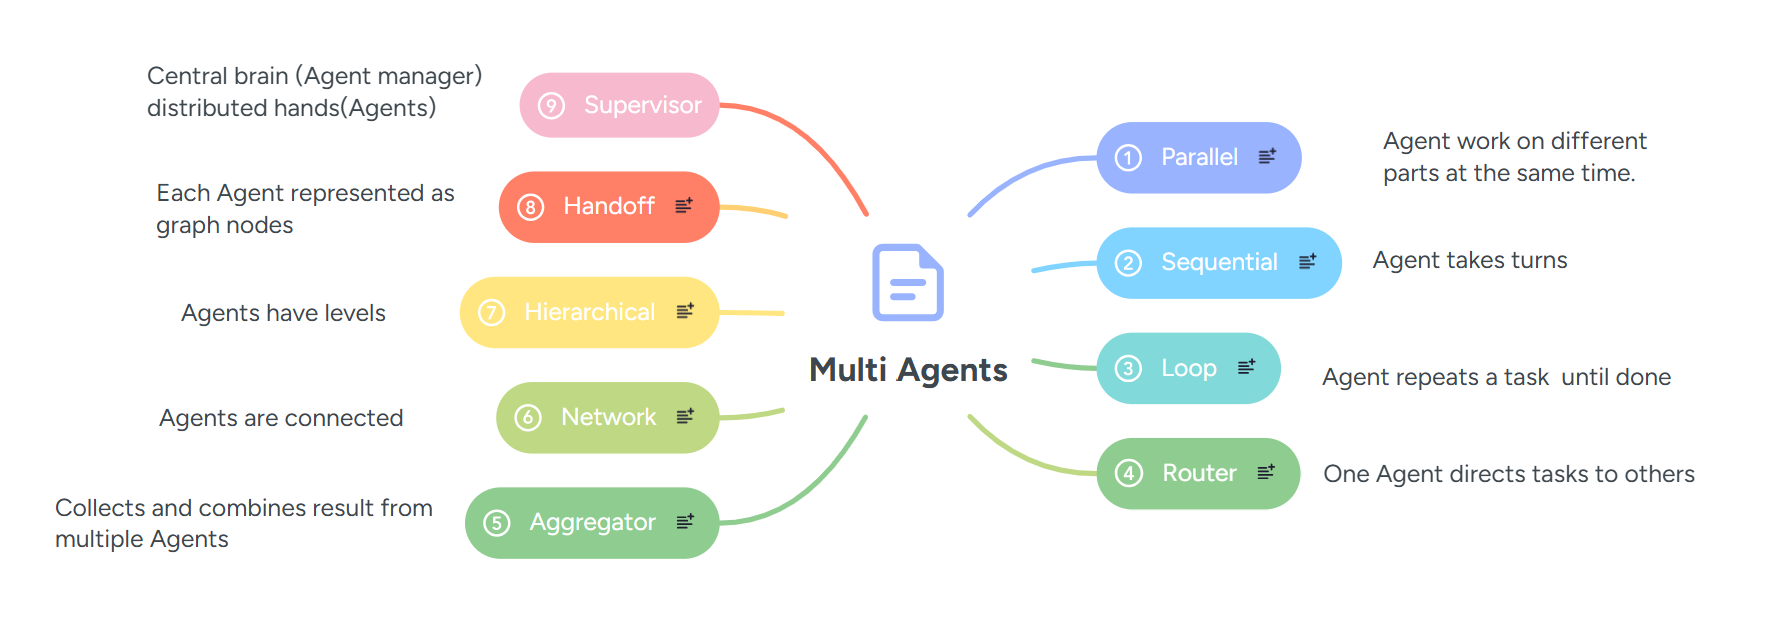 Multi Agents
1 Parallel
Agent work on different
parts at the same time.
2 Sequential
Agent takes turns
3 Loop
Agent repeats a task  until done
4 Router
One Agent directs tasks to others
5 Aggregator
Collects and combines result from
multiple Agents
6 Network
Agents are connected
7 Hierarchical
Agents have levels
8 Handoff
Each Agent represented as
graph nodes
9 Supervisor
Central brain (Agent manager)
distributed hands(Agents)